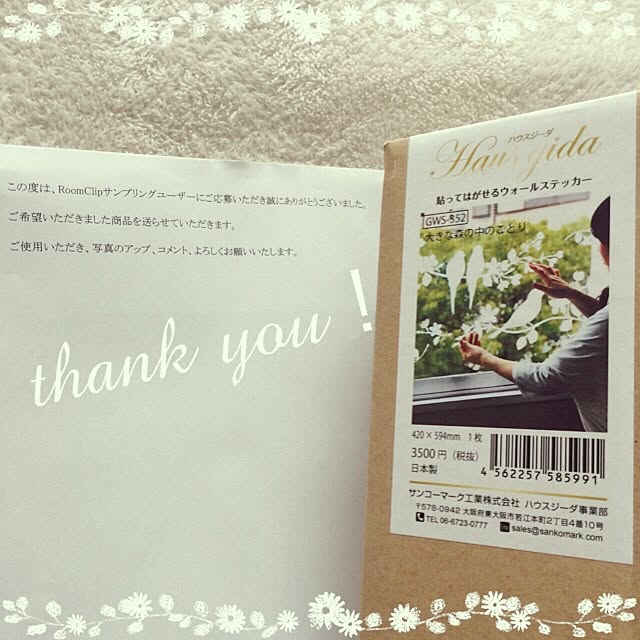 この度は、RoomClipサンプリングユーザーにご応募いただき誠にありがとうございました。
ご希望いただきました商品を送らせていただきます。
ご使用いただき、写真のアップ、コメント、よろしくお願いいたします。
thank you !
ハウスジーダ
Hausgida
貼ってはがせるウォールステッカー
GWS-552
大きな森の中のことり
420×594mm 1枚
3500円（税抜）
日本製
4 562257 585991
サンコーマーク工業株式会社 ハウスジーダ事業部
〒578-0942 大阪府東大阪市若江本町2丁目4番10号
TEL 06-6723-0777 sales@sankomark.com